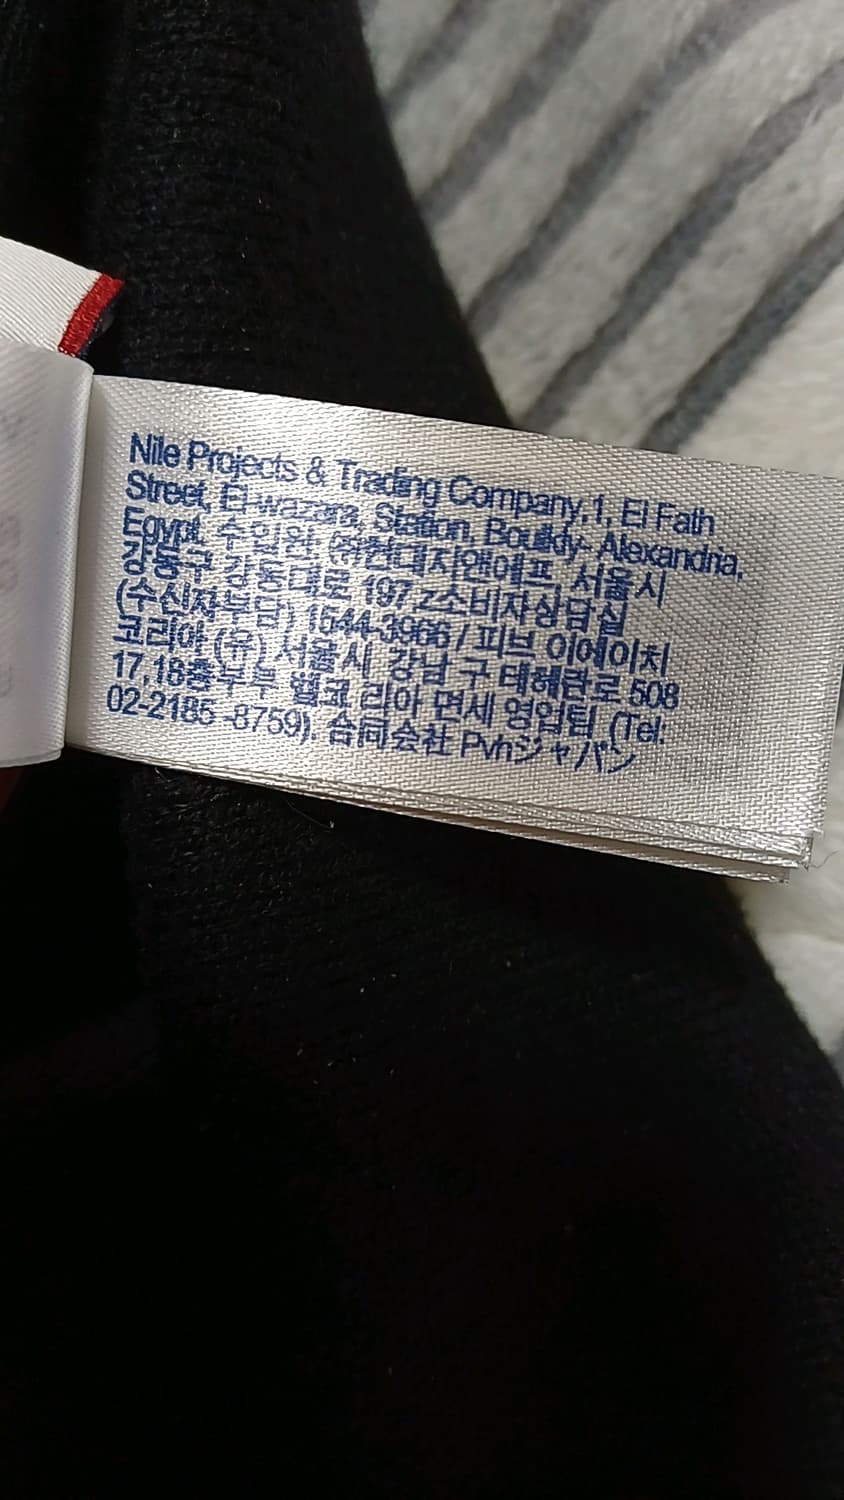 Nile Projects & Trading Company,1, El Fath
Street, El-wazara, Station, Boulkly- Alexandria,
Egypt, 수입원: ㈜현대지앤에프, 서울시
강동구 강동대로 197,z소비자상담실
(수신자부담) 1544-3966 / 피브 이에이치
코리아 (유) 서울시 강남 구 테헤란로 508
17,18층부부 웰코 리아 면세 영업팀 (Tel:
02-2185 -8759), 合同会社 Pvhジャパン